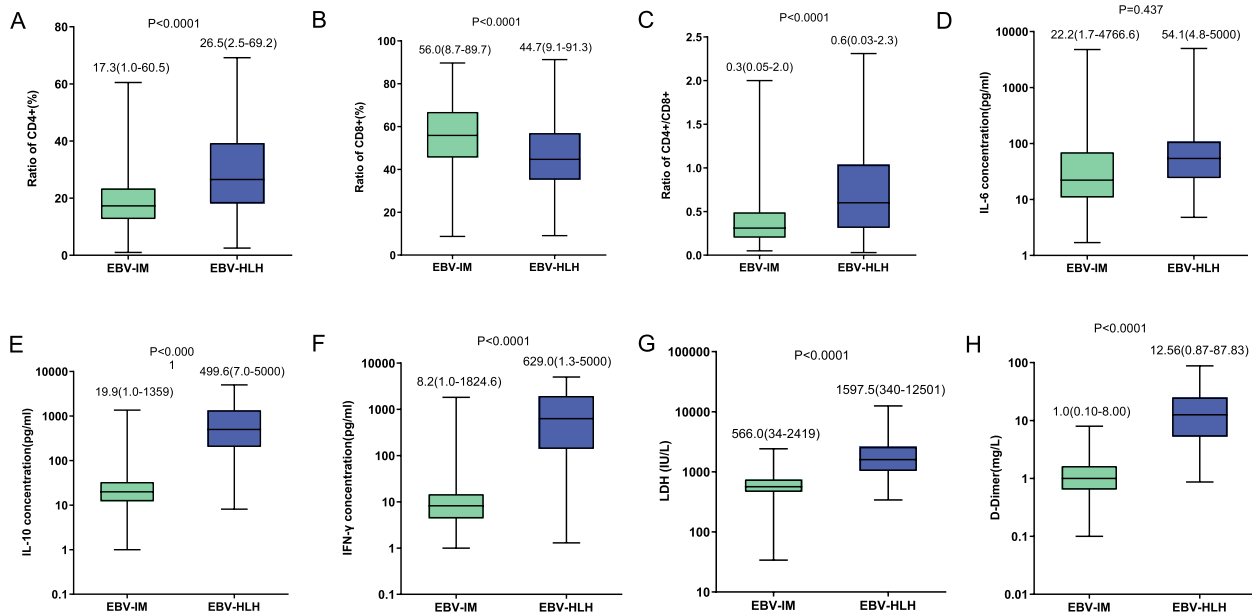 A
P<0.0001
17.3(1.0-60.5)
26.5(2.5-69.2)
Ratio of CD4+(%)
80
60
40
20
0
EBV-IM
EBV-HLH
B
P<0.0001
56.0(8.7-89.7)
44.7(9.1-91.3)
Ratio of CD8+(%)
100
80
60
40
20
0
EBV-IM
EBV-HLH
C
P<0.0001
0.3(0.05-2.0)
0.6(0.03-2.3)
Ratio of CD4+/CD8+
2.5
2.0
1.5
1.0
0.5
0.0
EBV-IM
EBV-HLH
D
P=0.437
22.2(1.7-4766.6)
54.1(4.8-5000)
IL-6 concentration(pg/ml)
10000
1000
100
10
1
EBV-IM
EBV-HLH
E
P<0.000
1
19.9(1.0-1359)
499.6(7.0-5000)
IL-10 concentration(pg/ml)
10000
1000
100
10
1
0.1
EBV-IM
EBV-HLH
F
P<0.0001
8.2(1.0-1824.6)
629.0(1.3-5000)
IFN-γ concentration(pg/ml)
10000
1000
100
10
1
0.1
EBV-IM
EBV-HLH
G
P<0.0001
566.0(34-2419)
1597.5(340-12501)
LDH (IU/L)
100000
10000
1000
100
10
EBV-IM
EBV-HLH
H
P<0.0001
1.0(0.10-8.00)
12.56(0.87-87.83)
D-Dimer(mg/L)
100
10
1
0.1
0.01
EBV-IM
EBV-HLH